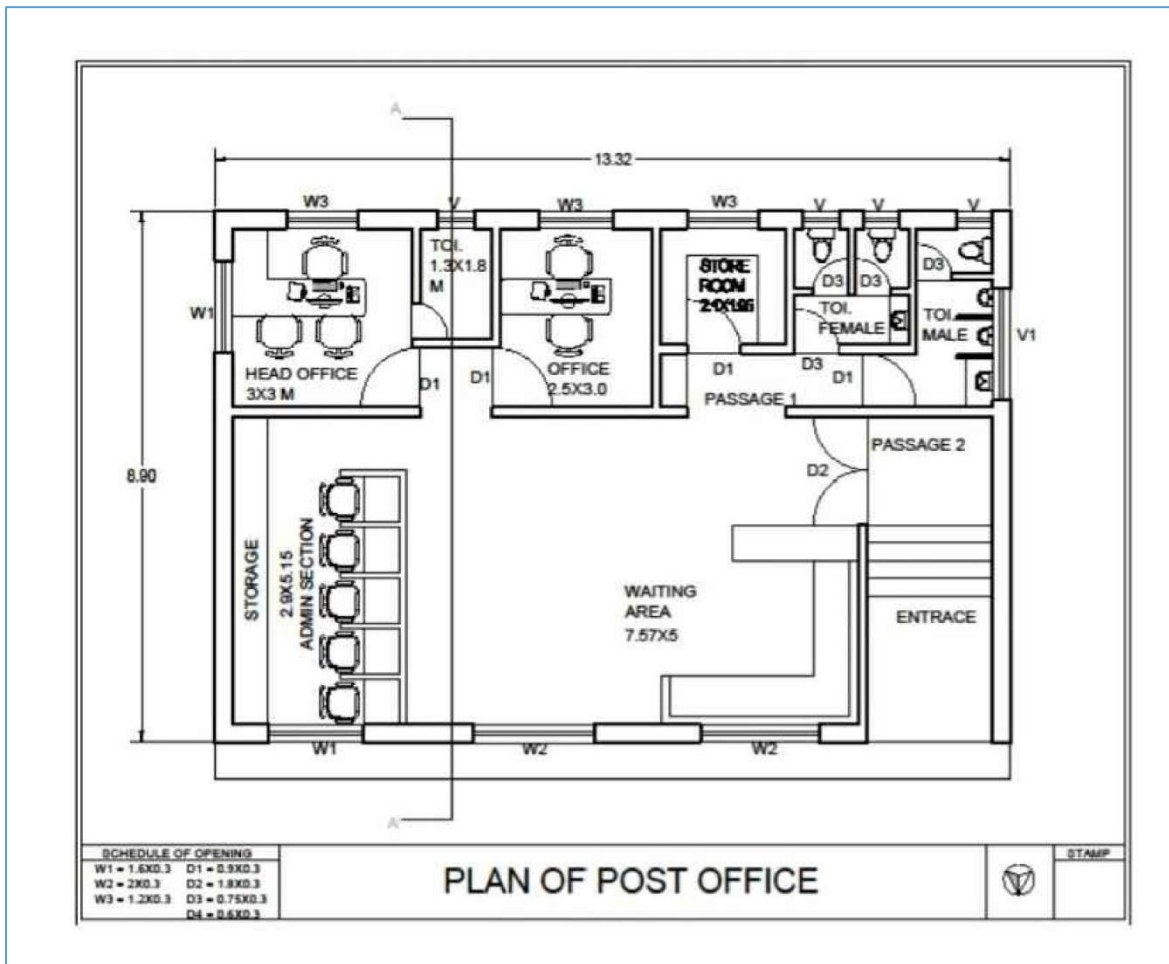 A
13.32
W3
V
W3
W3
V
V
V
TOI.
1.3X1.8
M
STORE
ROOM
D3
D3
D3
W1
TOI.
FEMALE
TOI.
MALE
V1
HEAD OFFICE
3X3 M
D1
D1
OFFICE
2.5X3.0
D1
D3
D1
PASSAGE 1
8.90
D2
PASSAGE 2
STORAGE
2.9X5.15
ADMIN SECTION
WAITING
AREA
7.57X5
ENTRACE
W1
W2
W2
A
SCHEDULE OF OPENING
W1 = 1.6X0.3 D1 = 0.9X0.3
W2 = 2X0.3 D2 = 1.8X0.3
W3 = 1.2X0.3 D3 = 0.75X0.3
D4 = 0.6X0.3
PLAN OF POST OFFICE
STAMP